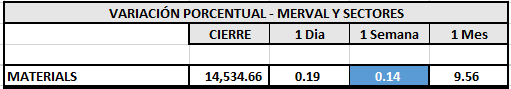 VARIACIÓN PORCENTUAL - MERVAL Y SECTORES
CIERRE 1 Dia 1 Semana 1 Mes
MATERIALS 14,534.66 0.19 0.14 9.56